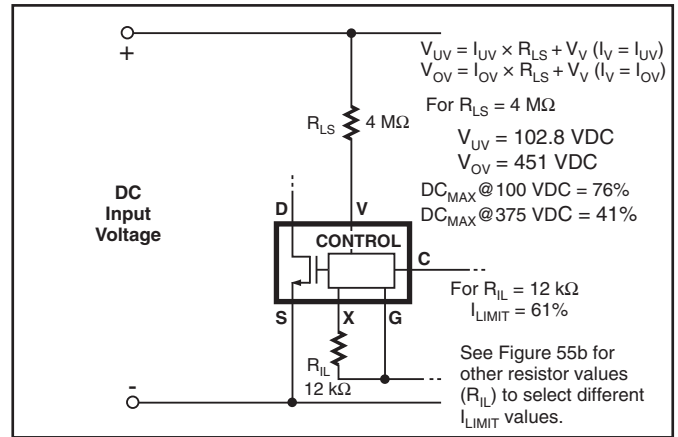 +
V_UV = I_UV × R_LS + V_V (I_V = I_UV)
V_OV = I_OV × R_LS + V_V (I_V = I_OV)
For R_LS = 4 MΩ
R_LS 4 MΩ
V_UV = 102.8 VDC
V_OV = 451 VDC
DC_MAX@100 VDC = 76%
DC_MAX@375 VDC = 41%
DC
Input
Voltage
D
V
CONTROL
C
S
X
G
For R_IL = 12 kΩ
I_LIMIT = 61%
R_IL
12 kΩ
See Figure 55b for
other resistor values
(R_IL) to select different
I_LIMIT values.
-